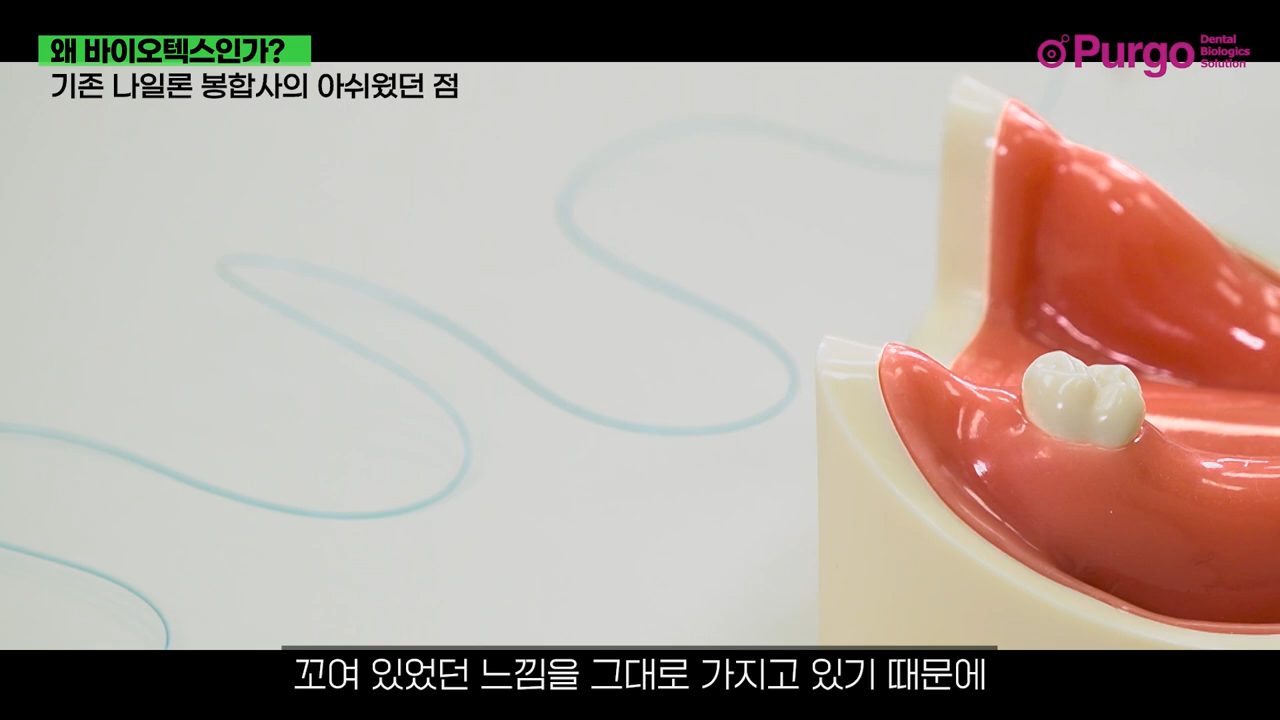 왜 바이오텍스인가?
기존 나일론 봉합사의 아쉬웠던 점
Purgo
Dental
Biologics
Solution
꼬여 있었던 느낌을 그대로 가지고 있기 때문에